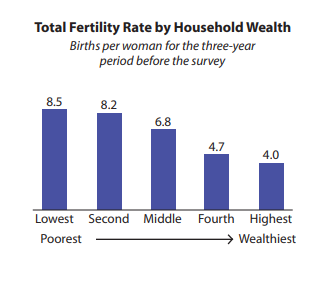 Total Fertility Rate by Household Wealth
Births per woman for the three-year
period before the survey
8.5
8.2
6.8
4.7
4.0
Lowest Second Middle Fourth Highest
Poorest Wealthiest